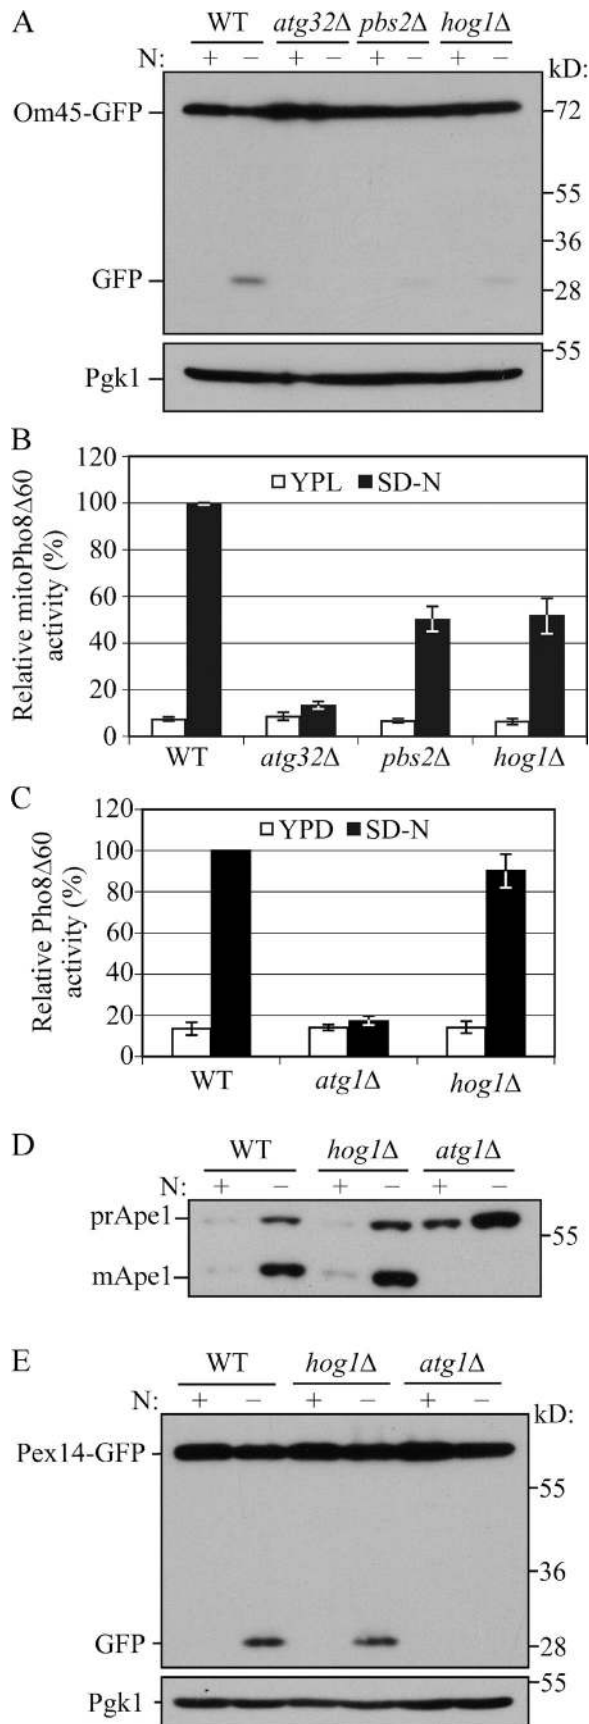 A
WT atg32Δ pbs2Δ hog1Δ
N: + − + − + − + − kD:
Om45-GFP 72
55
36
GFP 28
55
Pgk1
B
120
100
80
60
40
20
0
Relative mitoPho8Δ60
activity (%)
YPL SD-N
WT atg32Δ pbs2Δ hog1Δ
C
120
100
80
60
40
20
0
Relative Pho8Δ60
activity (%)
YPD SD-N
WT atg1Δ hog1Δ
D
WT hog1Δ atg1Δ
N: + − + − + −
prApe1
55
mApe1
E
WT hog1Δ atg1Δ
N: + − + − + − kD:
Pex14-GFP
55
36
GFP 28
55
Pgk1